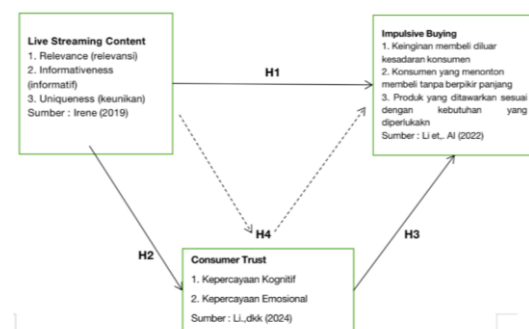 Live Streaming Content
1. Relevance (relevansi)
2. Informativeness
(informatif)
3. Uniqueness (keunikan)
Sumber : Irene (2019)
H1
Impulsive Buying
1. Keinginan membeli diluar
kesadaran konsumen
2. Konsumen yang menonton
membeli tanpa berpikir panjang
3. Produk yang ditawarkan sesuai
dengan kebutuhan yang
diperlukakn
Sumber : Li et,. Al (2022)
H2
H4
H3
Consumer Trust
1. Kepercayaan Kognitif
2. Kepercayaan Emosional
Sumber : Li.,dkk (2024)